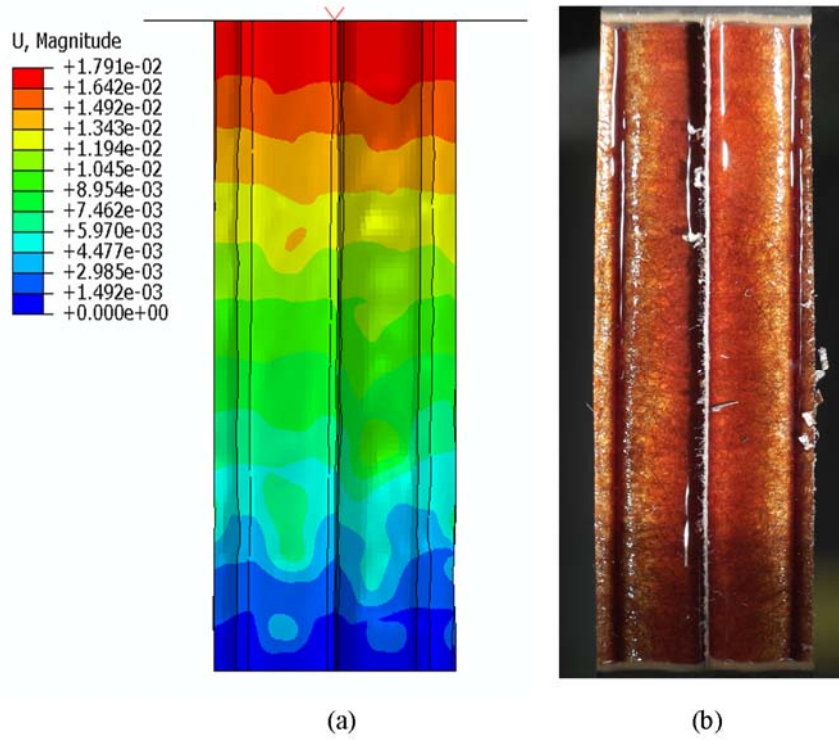 U, Magnitude
+1.791e-02
+1.642e-02
+1.492e-02
+1.343e-02
+1.194e-02
+1.045e-02
+8.954e-03
+7.462e-03
+5.970e-03
+4.477e-03
+2.985e-03
+1.492e-03
+0.000e+00
(a)
(b)